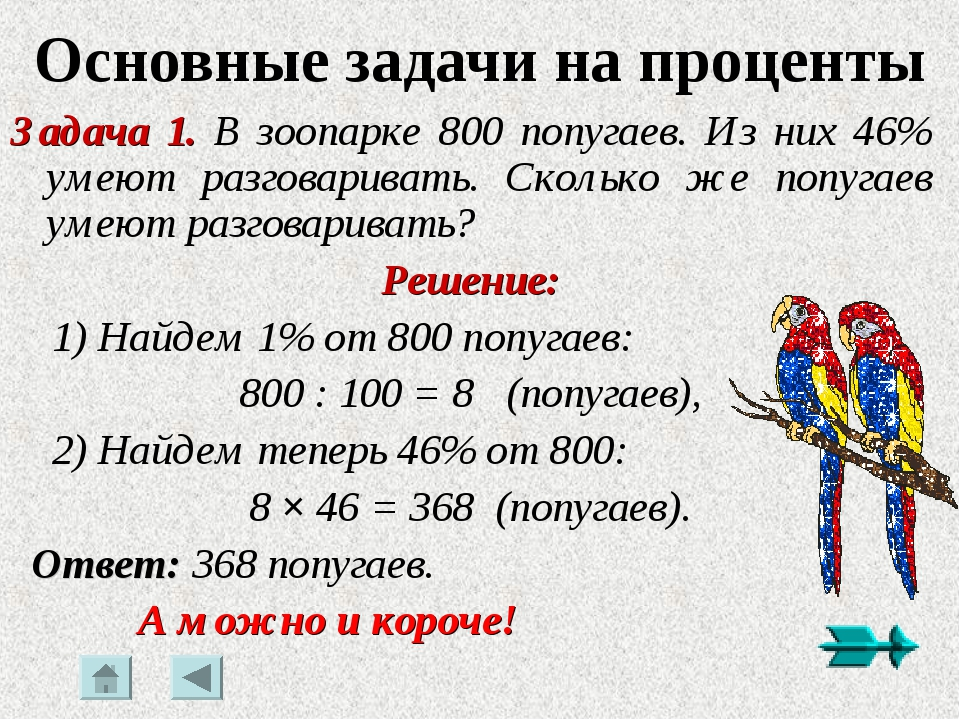 Основные задачи на проценты
Задача 1. В зоопарке 800 попугаев. Из них 46%
умеют разговаривать. Сколько же попугаев
умеют разговаривать?
Решение:
1) Найдем 1% от 800 попугаев:
800 : 100 = 8 (попугаев),
2) Найдем теперь 46% от 800:
8 × 46 = 368 (попугаев).
Ответ: 368 попугаев.
А можно и короче!